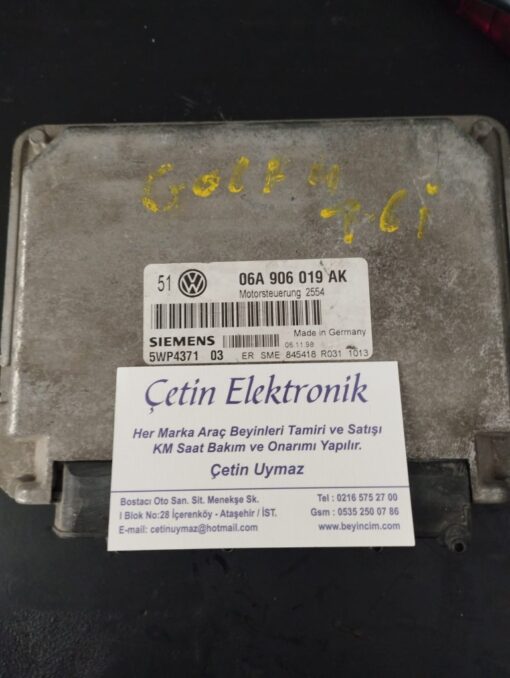 Golf 4
1.6i
51 06A 906 019 AK
Motorsteuerung 2554
Made in Germany
SIEMENS 06.11.98
5WP4371 03 ER SME 845418 R031 1013
Çetin Elektronik
Her Marka Araç Beyinleri Tamiri ve Satışı
KM Saat Bakım ve Onarımı Yapılır.
Çetin Uymaz
Bostacı Oto San. Sit. Menekşe Sk.
I Blok No:28 İçerenköy - Ataşehir / İST.
E-mail: cetinuymaz@hotmail.com
Tel : 0216 575 27 00
Gsm : 0535 250 07 86
www.beyincim.com